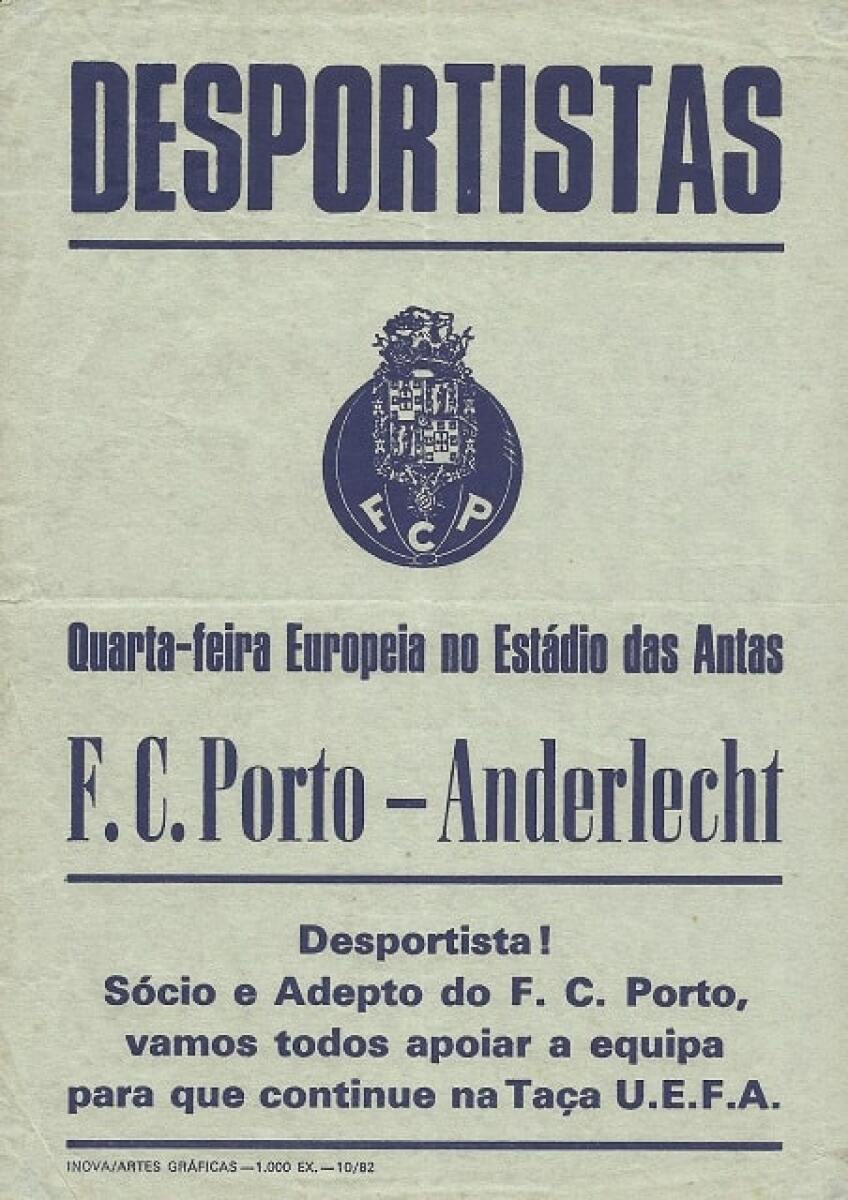 DESPORTISTAS
F C P
Quarta-feira Europeia no Estádio das Antas
F. C. Porto – Anderlecht
Desportista!
Sócio e Adepto do F. C. Porto,
vamos todos apoiar a equipa
para que continue na Taça U.E.F.A.
INOVA/ARTES GRÁFICAS — 1.000 EX. — 10/82